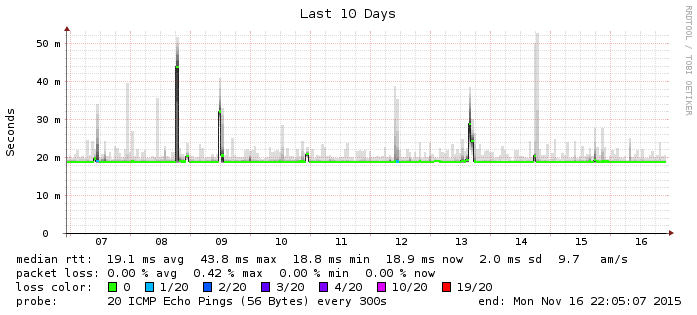 Last 10 Days
RRDTOOL / TOBI OETIKER
Seconds
50 m
40 m
30 m
20 m
10 m
0
07 08 09 10 11 12 13 14 15 16
median rtt: 19.1 ms avg 43.8 ms max 18.8 ms min 18.9 ms now 2.0 ms sd 9.7 am/s
packet loss: 0.00 % avg 0.42 % max 0.00 % min 0.00 % now
loss color: 0 1/20 2/20 3/20 4/20 10/20 19/20
probe: 20 ICMP Echo Pings (56 Bytes) every 300s end: Mon Nov 16 22:05:07 2015